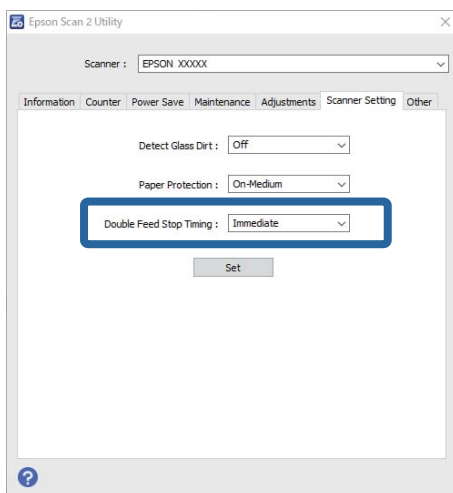 Epson Scan 2 Utility
Scanner : EPSON XXXXX
Information Counter Power Save Maintenance Adjustments Scanner Setting Other
Detect Glass Dirt : Off
Paper Protection : On-Medium
Double Feed Stop Timing : Immediate
Set
?